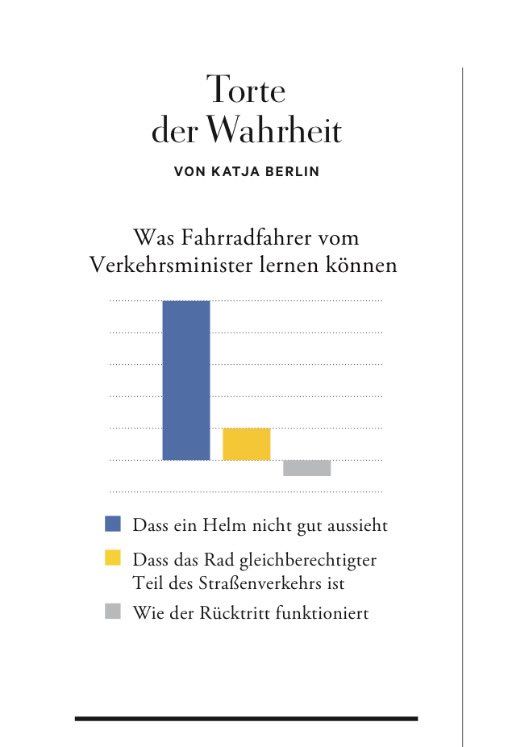 Torte
der Wahrheit
VON KATJA BERLIN
Was Fahrradfahrer vom
Verkehrsminister lernen können
Dass ein Helm nicht gut aussieht
Dass das Rad gleichberechtigter
Teil des Straßenverkehrs ist
Wie der Rücktritt funktioniert